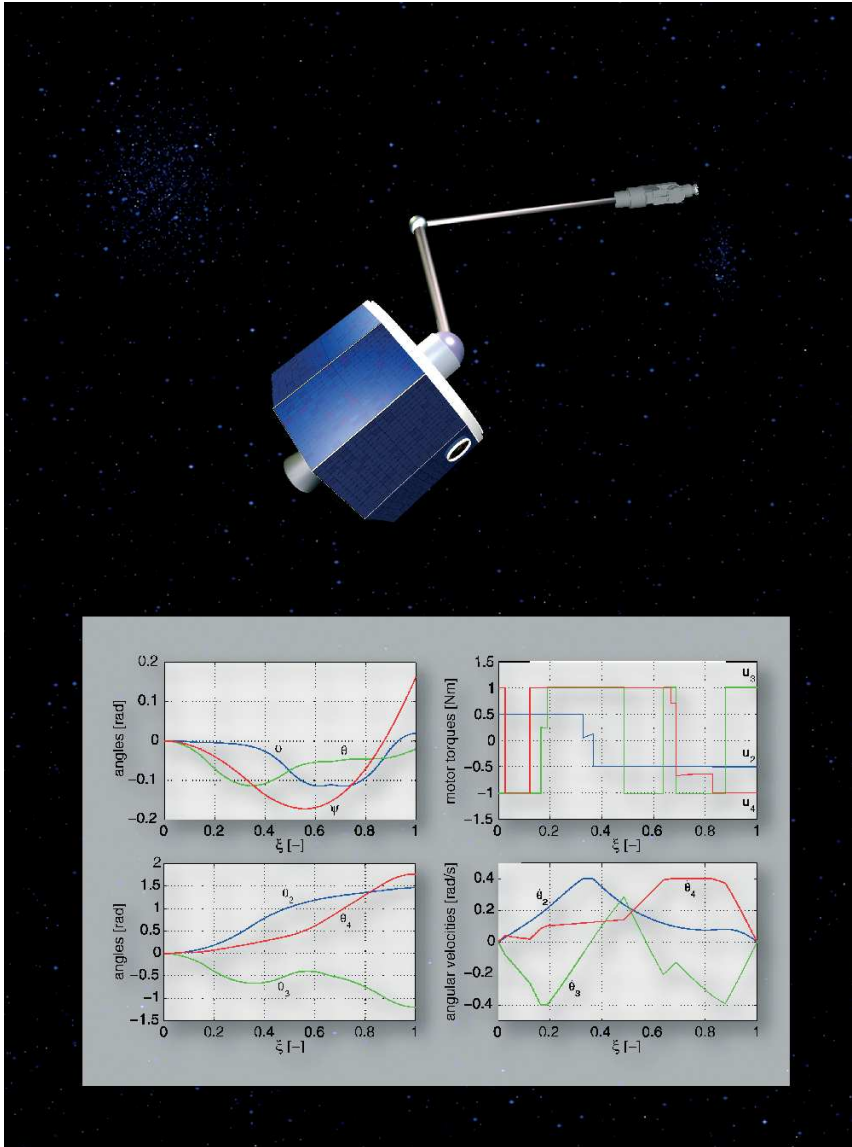 0.2
0.1
0
−0.1
−0.2
angles [rad]
θ
ψ
0 0.2 0.4 0.6 0.8 1
ξ [−]
1.5
1
0.5
0
−0.5
−1
−1.5
motor torques [Nm]
u3
u2
u4
0 0.2 0.4 0.6 0.8 1
ξ [−]
2
1.5
1
0.5
0
−0.5
−1
−1.5
angles [rad]
θ2
θ4
θ3
0 0.2 0.4 0.6 0.8 1
ξ [−]
0.4
0.2
0
−0.2
−0.4
angular velocities [rad/s]
θ̇2
θ̇4
θ̇3
0 0.2 0.4 0.6 0.8 1
ξ [−]